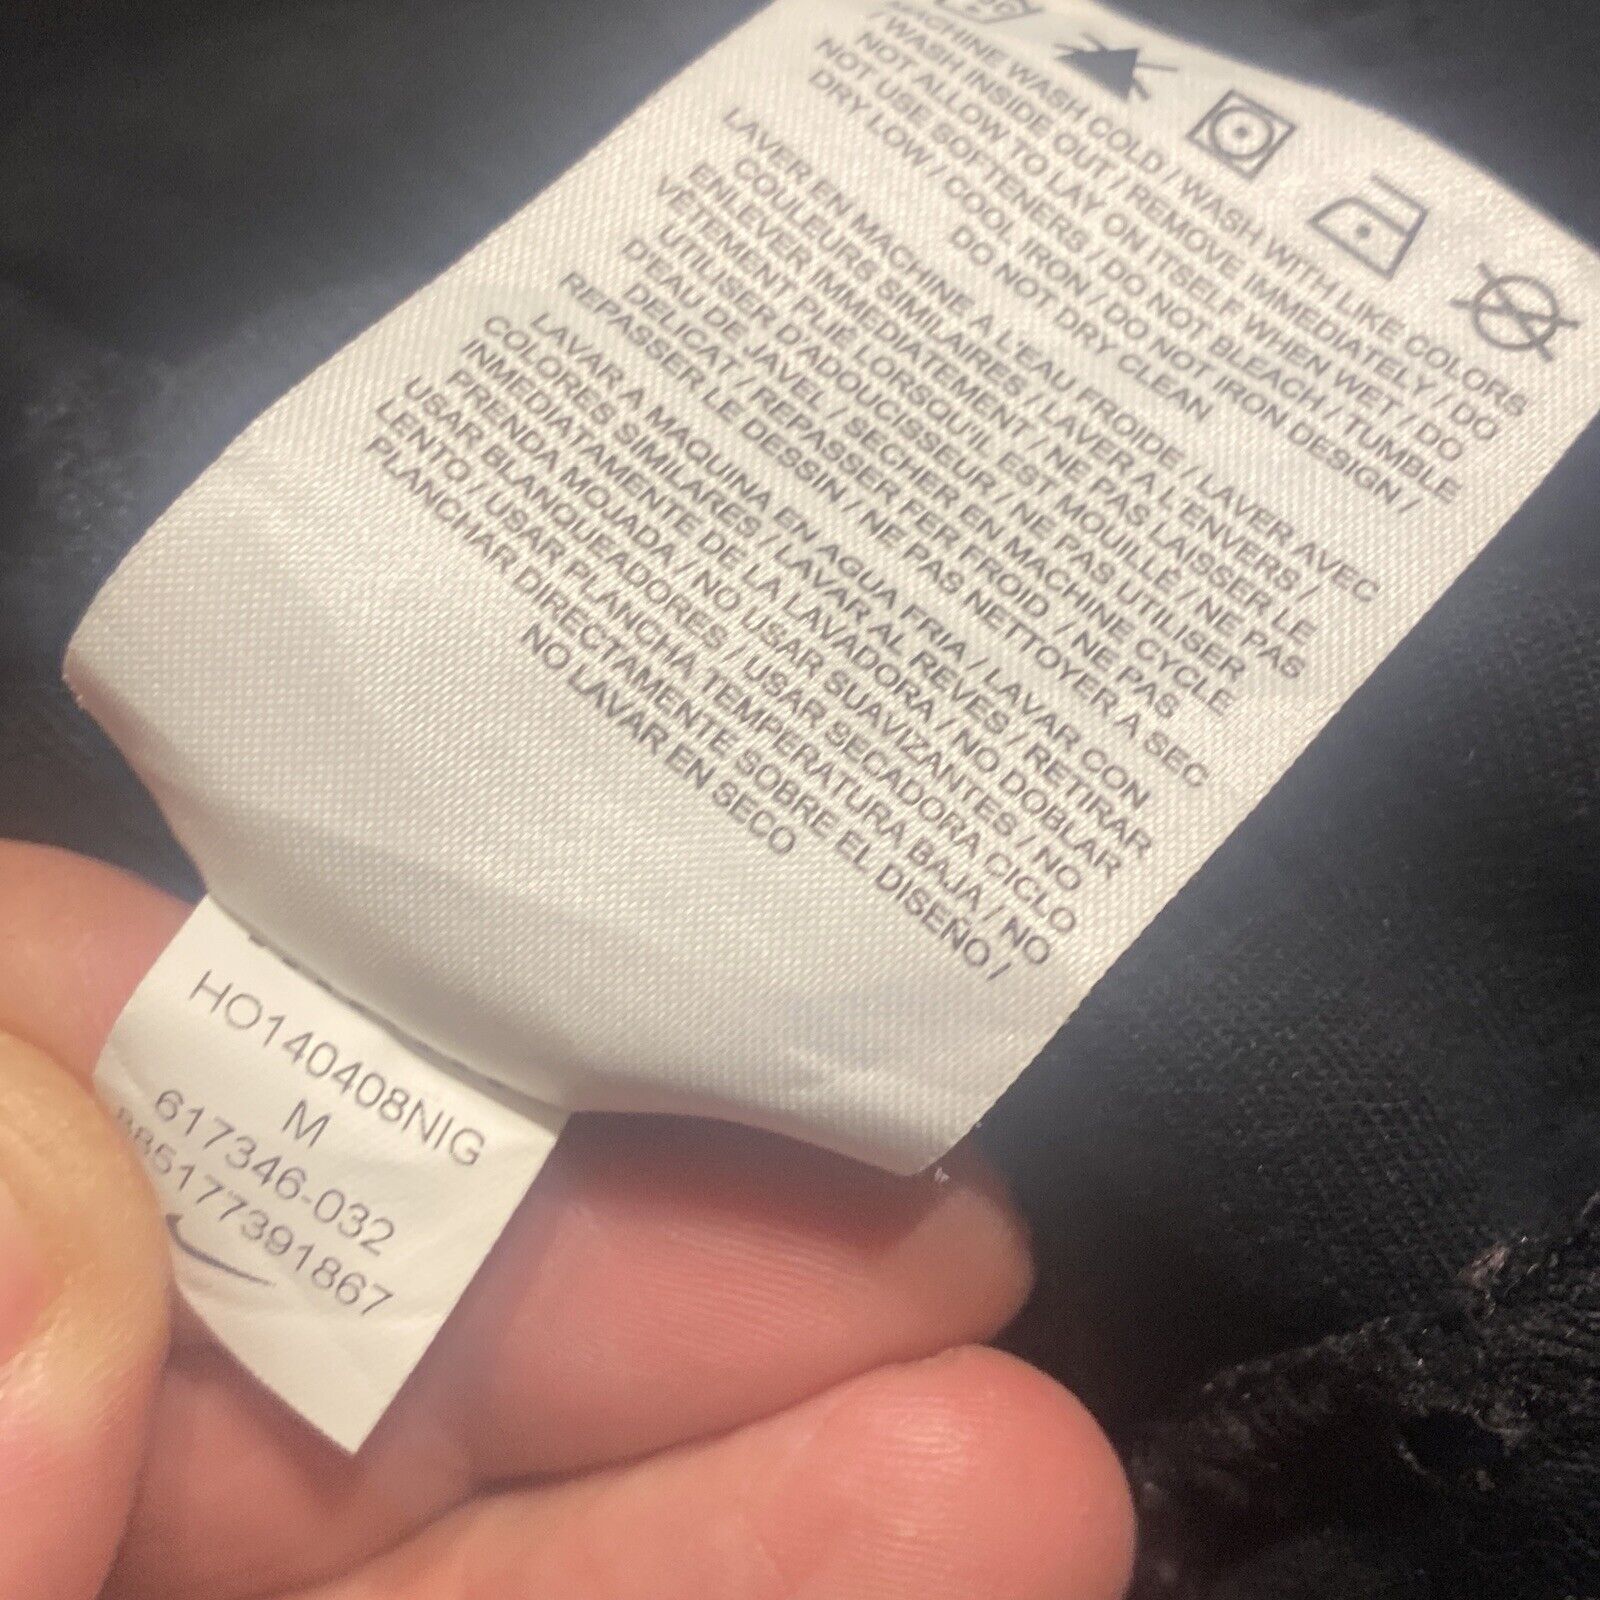 MACHINE WASH COLD / WASH WITH LIKE COLORS
/ WASH INSIDE OUT / REMOVE IMMEDIATELY / DO
NOT ALLOW TO LAY ON ITSELF WHEN WET / DO
NOT USE SOFTENERS / DO NOT BLEACH / TUMBLE
DRY LOW / COOL IRON / DO NOT IRON DESIGN /
DO NOT DRY CLEAN
LAVER EN MACHINE A L'EAU FROIDE / LAVER AVEC
COULEURS SIMILAIRES / LAVER A L'ENVERS /
ENLEVER IMMEDIATEMENT / NE PAS LAISSER LE
VETEMENT PLIÉ LORSQU'IL EST MOUILLÉ / NE PAS
UTILISER D'ADOUCISSEUR / NE PAS UTILISER
D'EAU DE JAVEL / SECHER EN MACHINE CYCLE
DELICAT / REPASSER FER FROID / NE PAS
REPASSER LE DESSIN / NE PAS NETTOYER A SEC
LAVAR A MAQUINA EN AGUA FRIA / LAVAR CON
COLORES SIMILARES / LAVAR AL REVES / RETIRAR
INMEDIATAMENTE DE LA LAVADORA / NO DOBLAR
PRENDA MOJADA / NO USAR SUAVIZANTES / NO
USAR BLANQUEADORES / USAR SECADORA CICLO
LENTO / USAR PLANCHA TEMPERATURA BAJA / NO
PLANCHAR DIRECTAMENTE SOBRE EL DISEÑO /
NO LAVAR EN SECO
HO140408NIG
M
617346-032